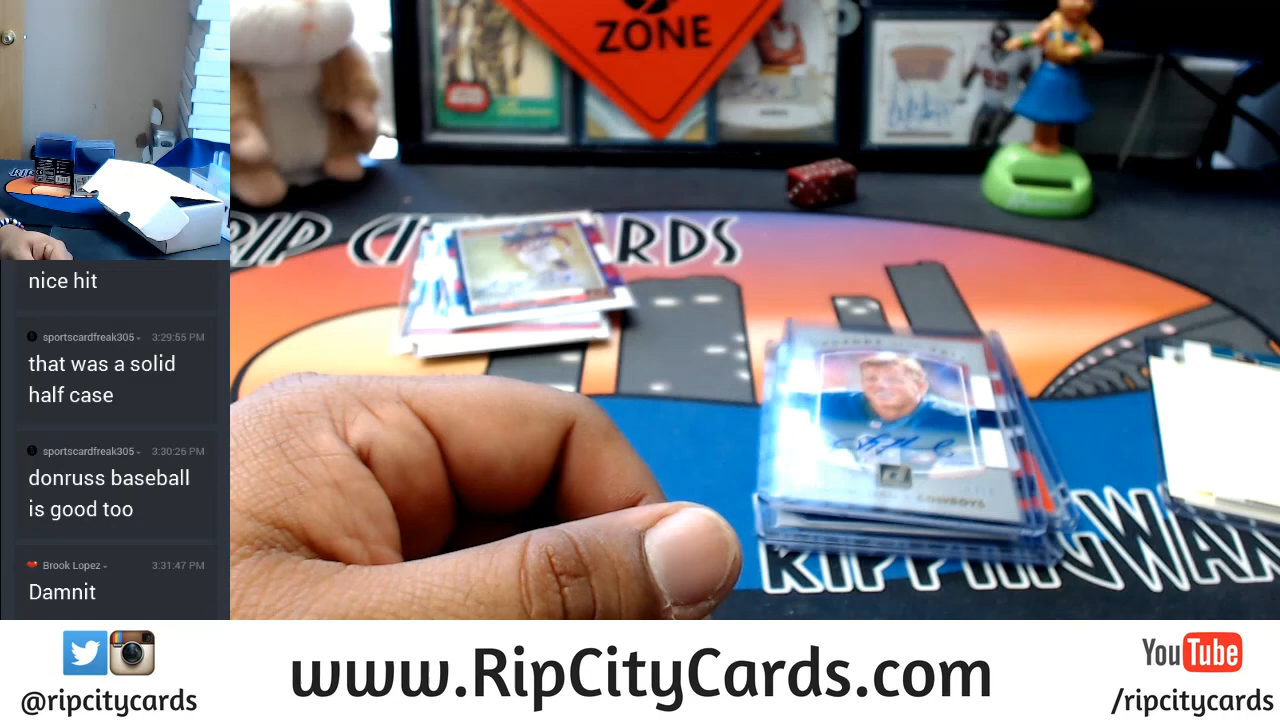 ZONE
RIP CI
RDS
nice hit
sportscardfreak305 3:29:55 PM
that was a solid
half case
sportscardfreak305 3:30:26 PM
donruss baseball
is good too
Brook Lopez 3:31:47 PM
Damnit
COWBOYS
@ripcitycards
www.RipCityCards.com
YouTube
/ripcitycards